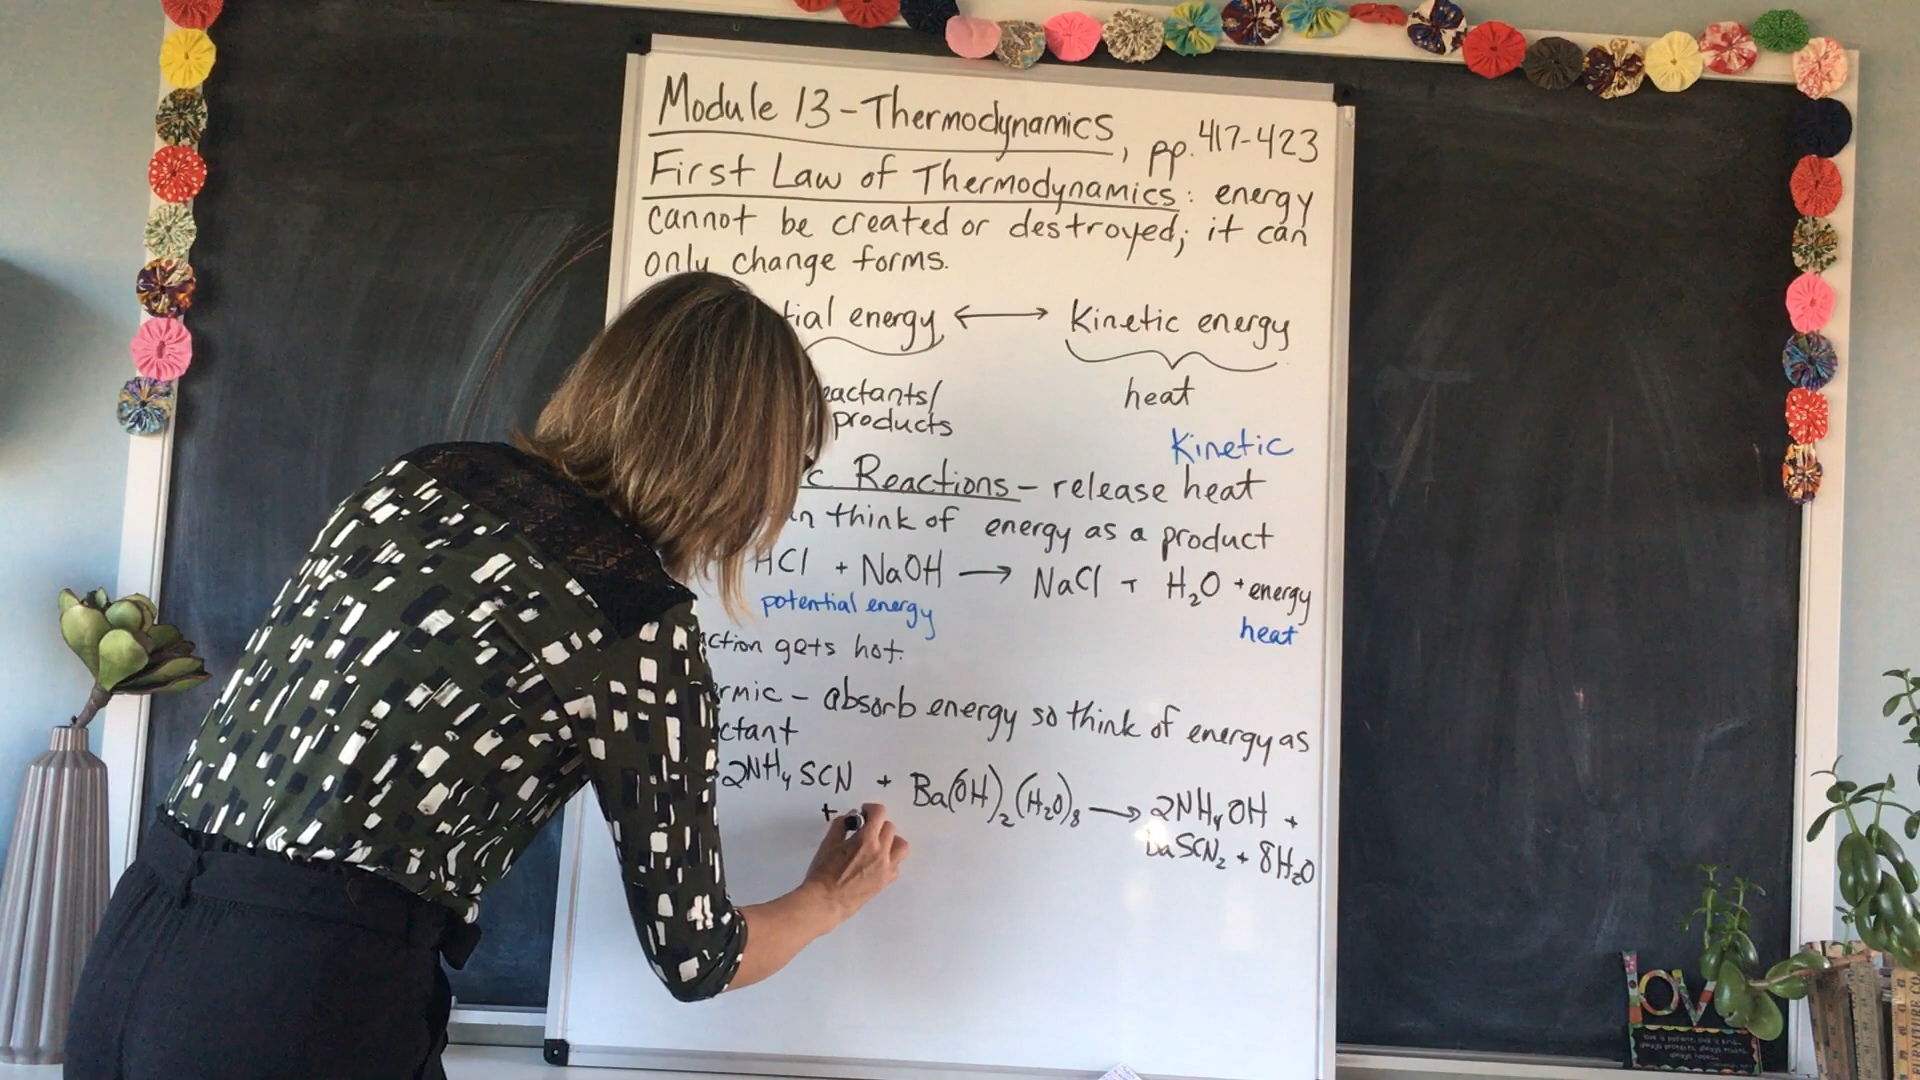 Module 13 - Thermodynamics, pp. 417-423
First Law of Thermodynamics: energy
cannot be created or destroyed; it can
only change forms.
tial energy ⟷ Kinetic energy
eactants/ heat
products
Kinetic
c Reactions - release heat
n think of energy as a product
HCl + NaOH → NaCl + H₂O + energy
potential energy heat
ction gets hot.
rmic - absorb energy so think of energy as
ctant
2NH₄SCN + Ba(OH)₂(H₂O)₈ → 2NH₄OH +
+ BaSCN₂ + 8H₂O
LOV